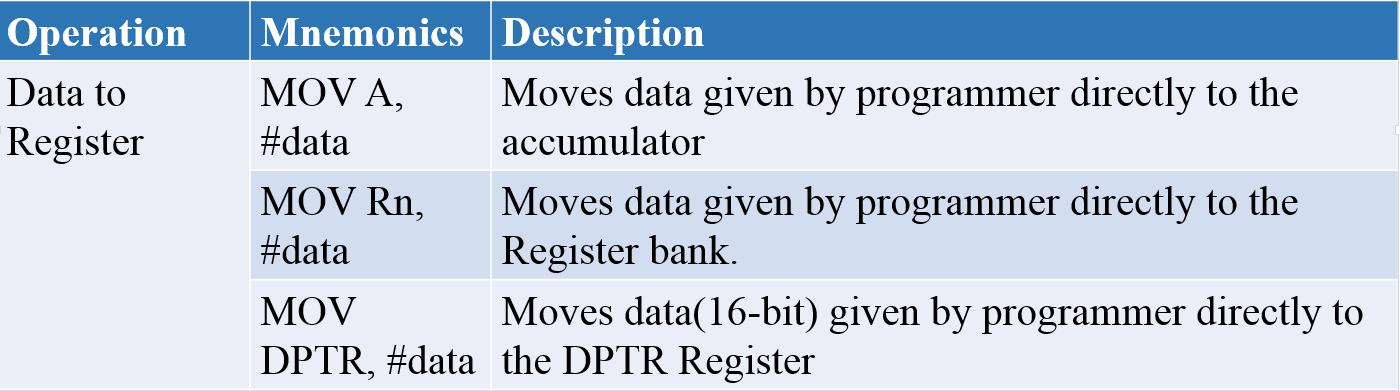 Operation Mnemonics Description
Data to
Register
MOV A,
#data
Moves data given by programmer directly to the
accumulator
MOV Rn,
#data
Moves data given by programmer directly to the
Register bank.
MOV
DPTR, #data
Moves data(16-bit) given by programmer directly to
the DPTR Register